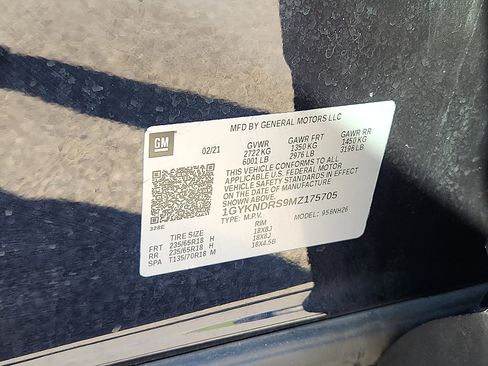 MFD BY GENERAL MOTORS LLC
GM
02/21
GVWR GAWR FRT GAWR RR
2722 KG 1350 KG 1450 KG
6001 LB 2976 LB 3196 LB
THIS VEHICLE CONFORMS TO ALL
APPLICABLE U.S. FEDERAL MOTOR
VEHICLE SAFETY STANDARDS IN EFFECT
ON THE DATE OF MANUFACTURE SHOWN ABOVE.
1GYKNDRS9MZ175705
TYPE: M.P.V. MODEL: 956NH26
328E
TIRE SIZE RIM
FRT 235/65R18 H 18X8J
RR 235/65R18 H 18X8J
SPA T135/70R18 M 18X4.5B